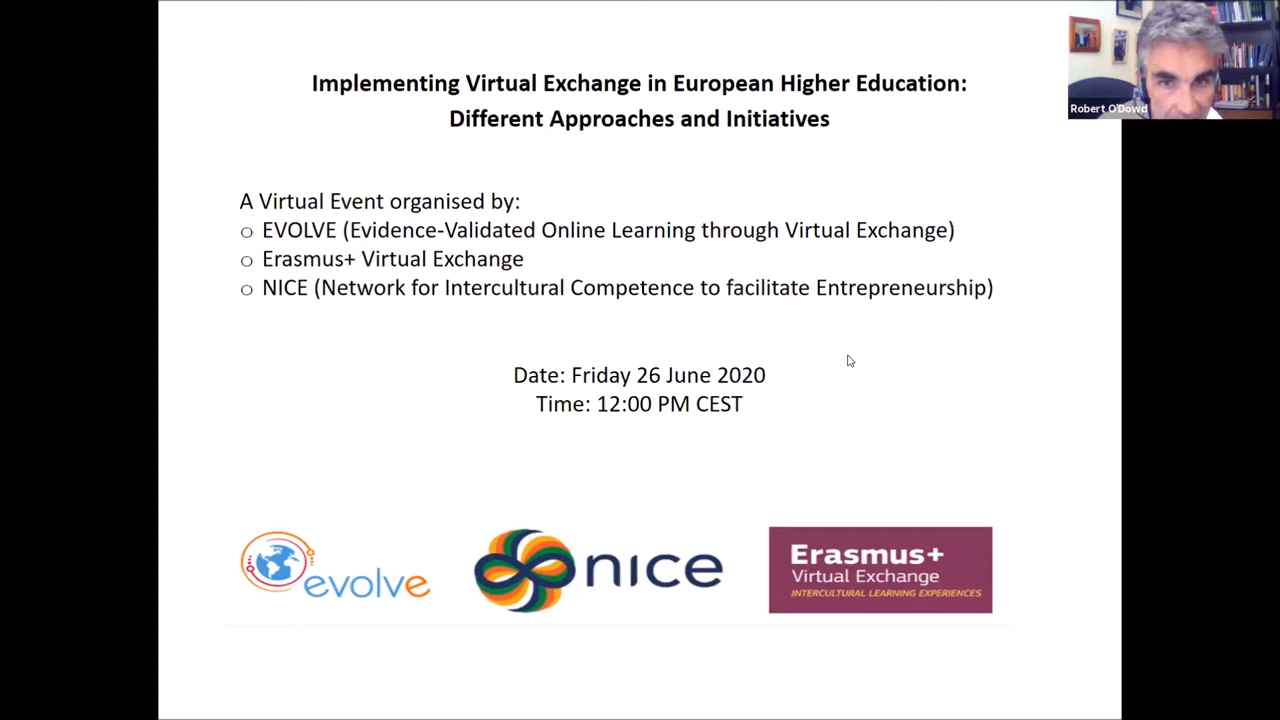 Implementing Virtual Exchange in European Higher Education:
Different Approaches and Initiatives
Robert O'Dowd
A Virtual Event organised by:
○ EVOLVE (Evidence-Validated Online Learning through Virtual Exchange)
○ Erasmus+ Virtual Exchange
○ NICE (Network for Intercultural Competence to facilitate Entrepreneurship)
Date: Friday 26 June 2020
Time: 12:00 PM CEST
evolve
nice
Erasmus+
Virtual Exchange
INTERCULTURAL LEARNING EXPERIENCES